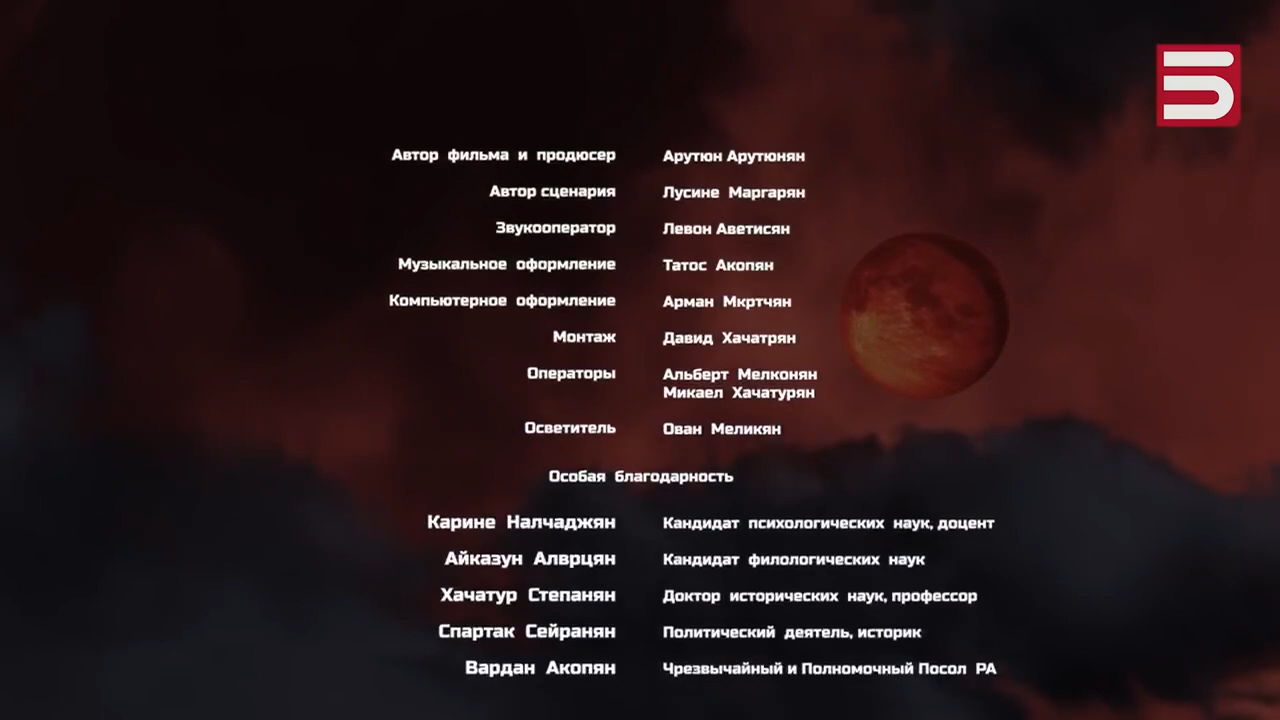 Автор фильма и продюсер Арутюн Арутюнян
Автор сценария Лусине Маргарян
Звукооператор Левон Аветисян
Музыкальное оформление Татос Акопян
Компьютерное оформление Арман Мкртчян
Монтаж Давид Хачатрян
Операторы Альберт Мелконян
Микаел Хачатурян
Осветитель Ован Меликян
Особая благодарность
Карине Налчаджян Кандидат психологических наук, доцент
Айказун Алврцян Кандидат филологических наук
Хачатур Степанян Доктор исторических наук, профессор
Спартак Сейранян Политический деятель, историк
Вардан Акопян Чрезвычайный и Полномочный Посол РА